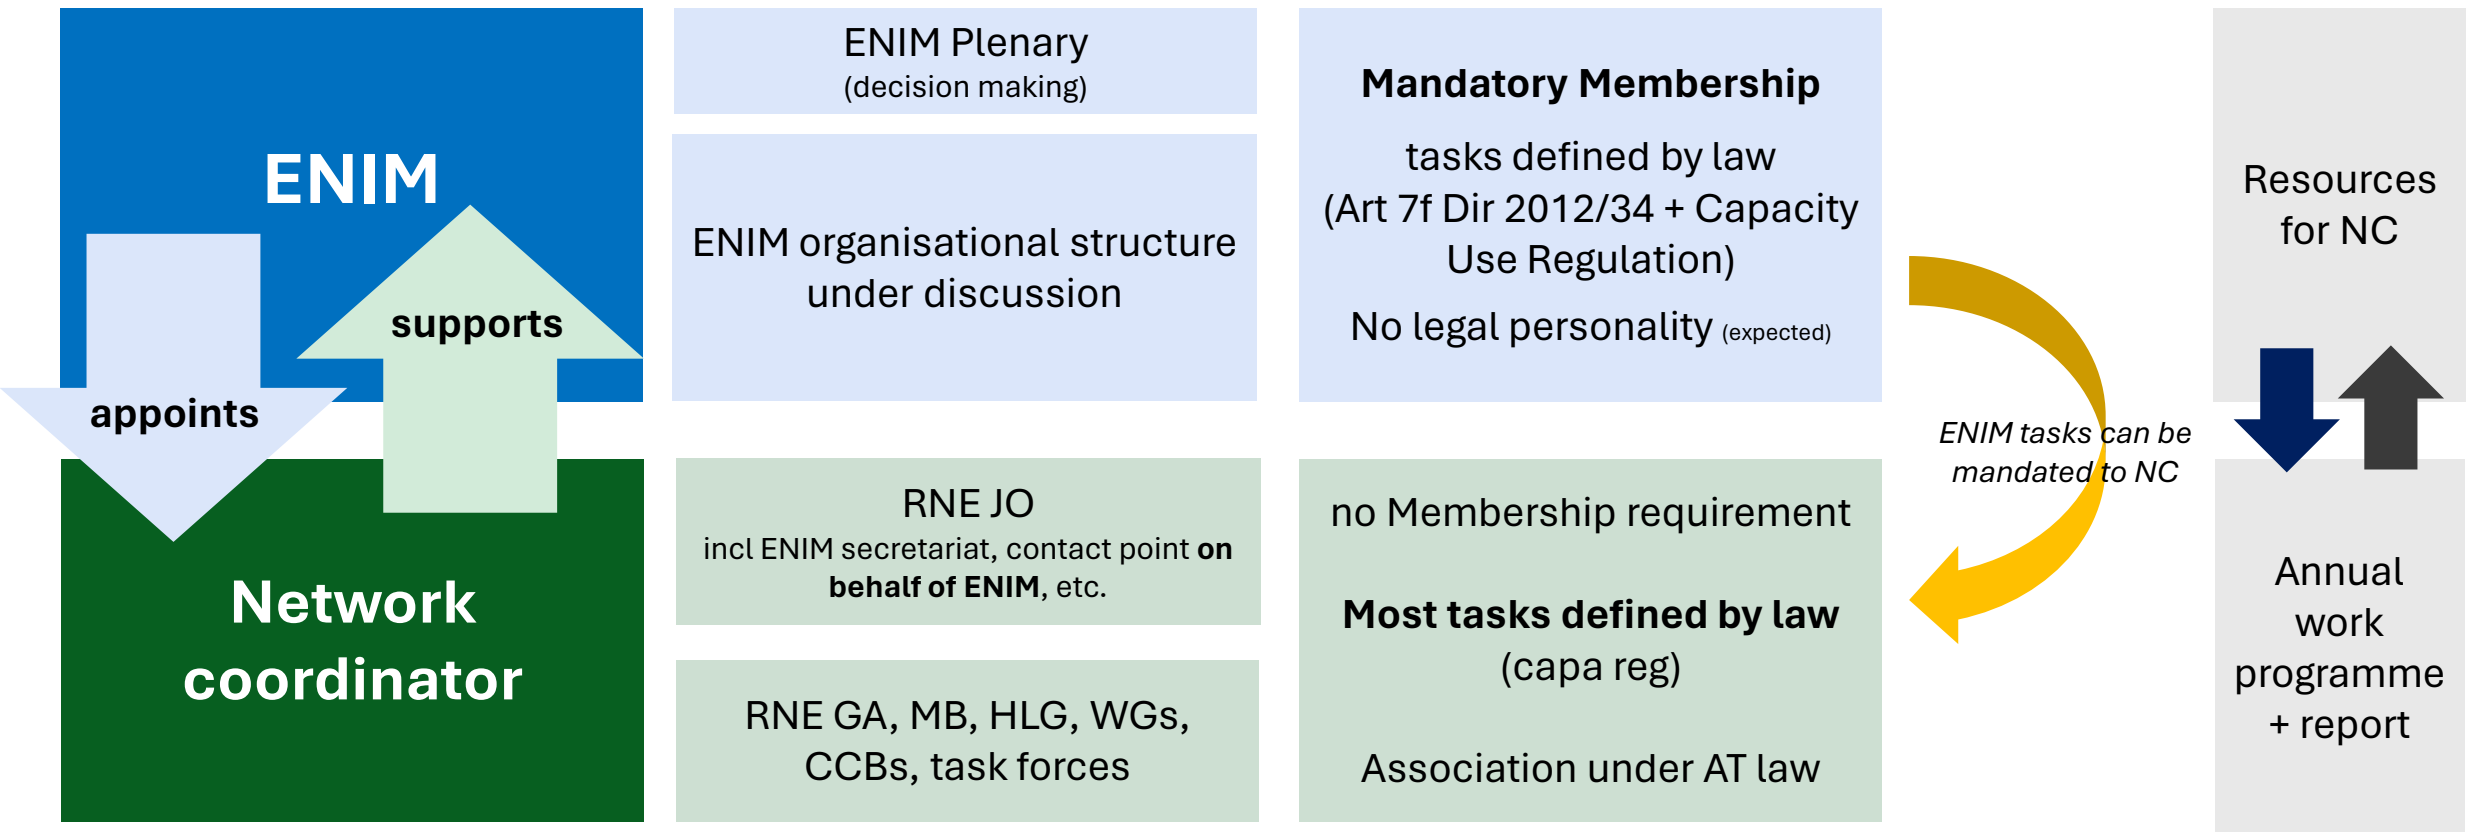 ENIM
appoints
supports
Network
coordinator
ENIM Plenary
(decision making)
ENIM organisational structure
under discussion
RNE JO
incl ENIM secretariat, contact point on
behalf of ENIM, etc.
RNE GA, MB, HLG, WGs,
CCBs, task forces
Mandatory Membership
tasks defined by law
(Art 7f Dir 2012/34 + Capacity
Use Regulation)
No legal personality (expected)
no Membership requirement
Most tasks defined by law
(capa reg)
Association under AT law
ENIM tasks can be
mandated to NC
Resources
for NC
Annual
work
programme
+ report